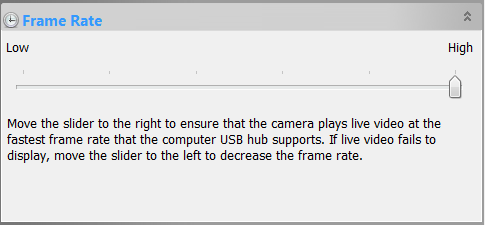 Frame Rate
Low High
Move the slider to the right to ensure that the camera plays live video at the
fastest frame rate that the computer USB hub supports. If live video fails to
display, move the slider to the left to decrease the frame rate.